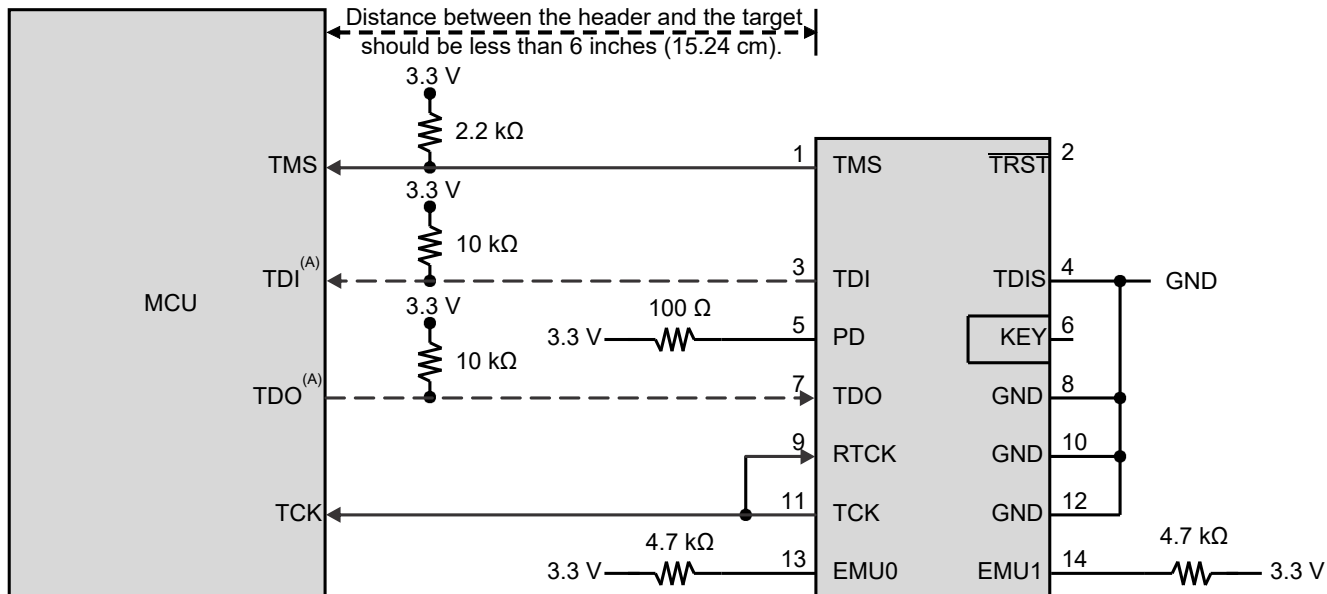 Distance between the header and the target
should be less than 6 inches (15.24 cm).
3.3 V
2.2 kΩ
TMS
1
TMS
TRST
2
3.3 V
10 kΩ
TDI(A)
3
TDI
TDIS
4
GND
MCU
3.3 V
100 Ω
3.3 V
5
PD
KEY
6
10 kΩ
TDO(A)
7
TDO
GND
8
9
RTCK
GND
10
TCK
11
TCK
GND
12
4.7 kΩ
3.3 V
13
EMU0
EMU1
14
4.7 kΩ
3.3 V